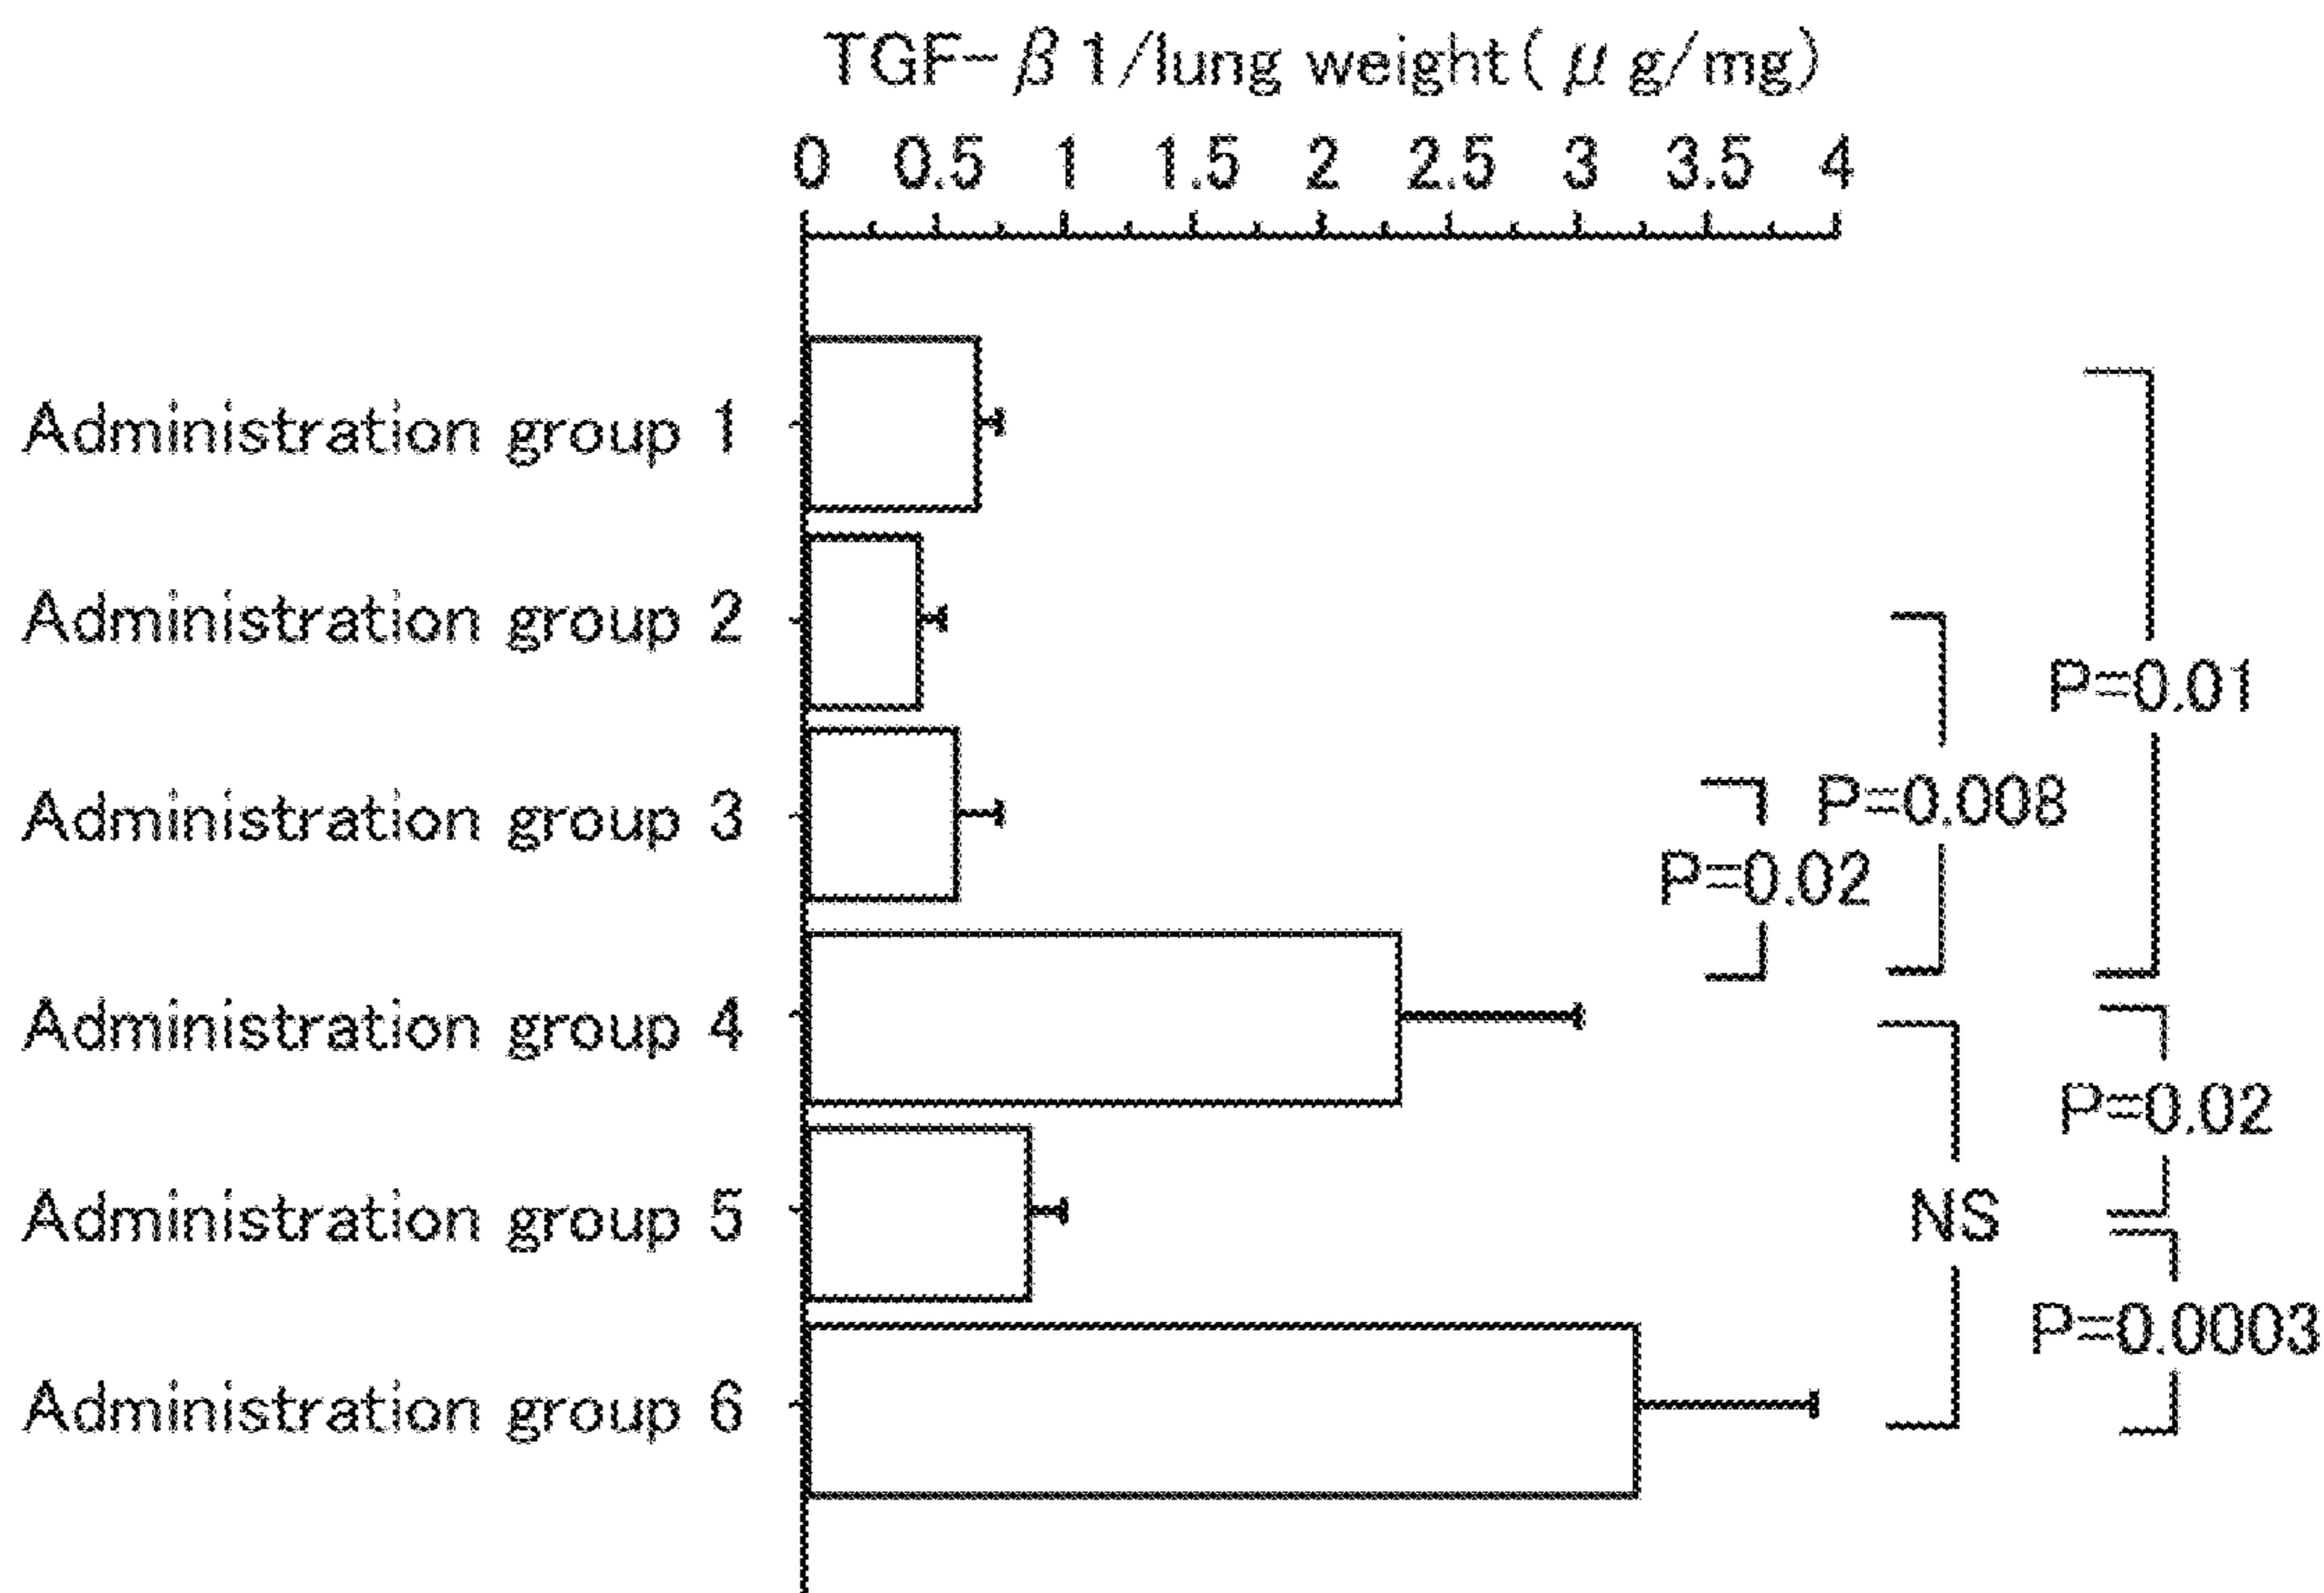 TGF-β1/lung weight(μg/mg)
0 0.5 1 1.5 2 2.5 3 3.5 4
Administration group 1
Administration group 2
P=0.01
Administration group 3
P=0.008
P=0.02
Administration group 4
P=0.02
Administration group 5
NS
P=0.0003
Administration group 6